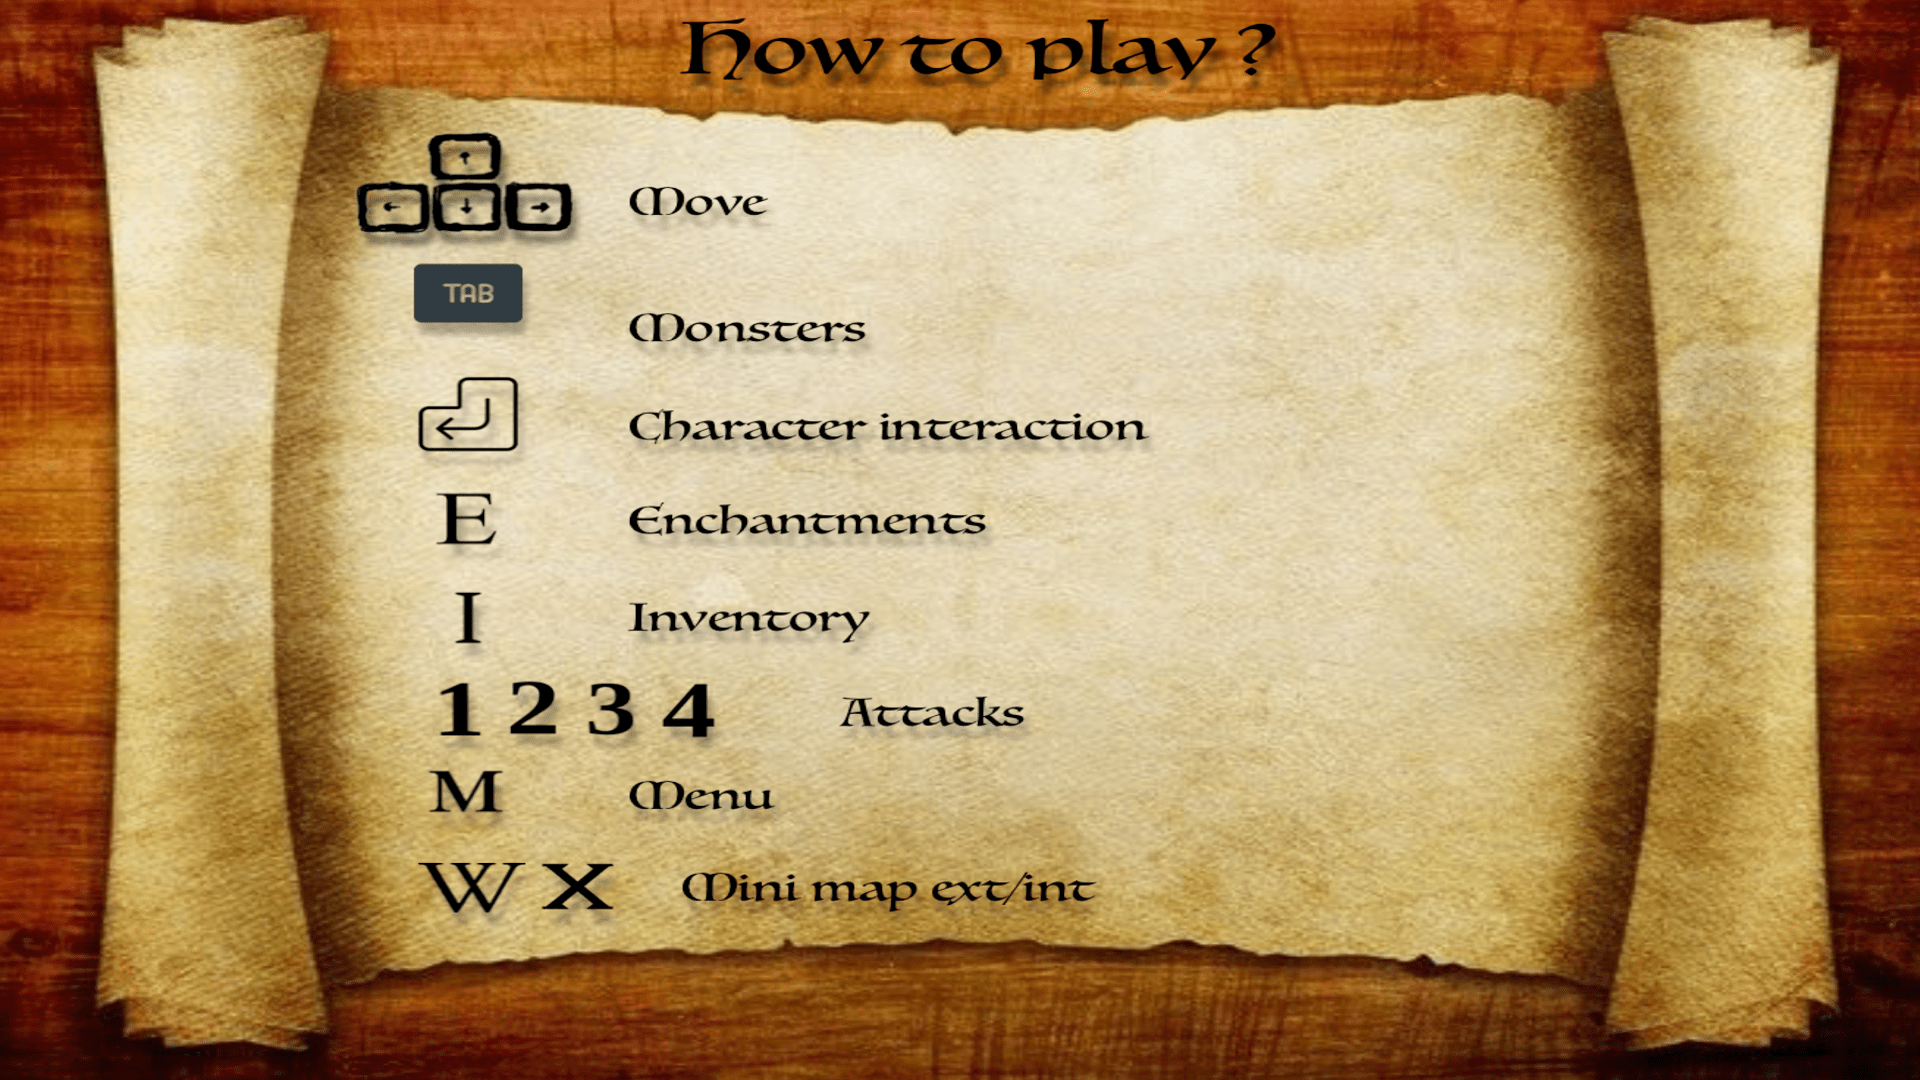 How to play ?
↑
← ↓ → Move
TAB
Monsters
Character interaction
E Enchantments
I Inventory
1 2 3 4 Attacks
M Menu
W X Mini map ext/int